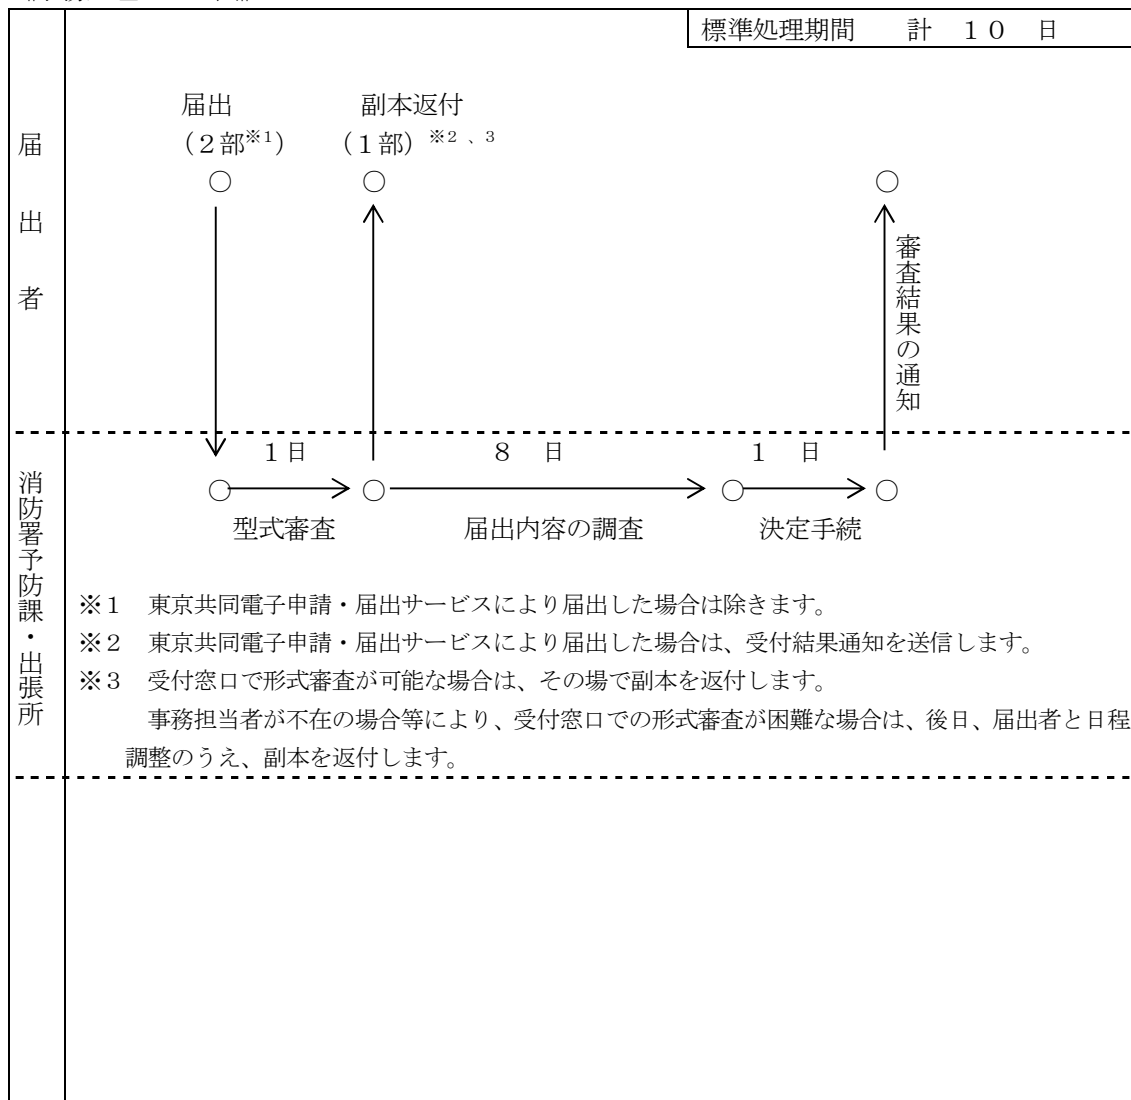 標準処理期間　計　１０　日
届出
（２部※1）
副本返付
（１部）※2 、3
届出者
審査結果の通知
１日
８　日
１　日
型式審査
届出内容の調査
決定手続
消防署予防課・出張所
※１　東京共同電子申請・届出サービスにより届出した場合は除きます。
※２　東京共同電子申請・届出サービスにより届出した場合は、受付結果通知を送信します。
※３　受付窓口で形式審査が可能な場合は、その場で副本を返付します。
事務担当者が不在の場合等により、受付窓口での形式審査が困難な場合は、後日、届出者と日程
調整のうえ、副本を返付します。